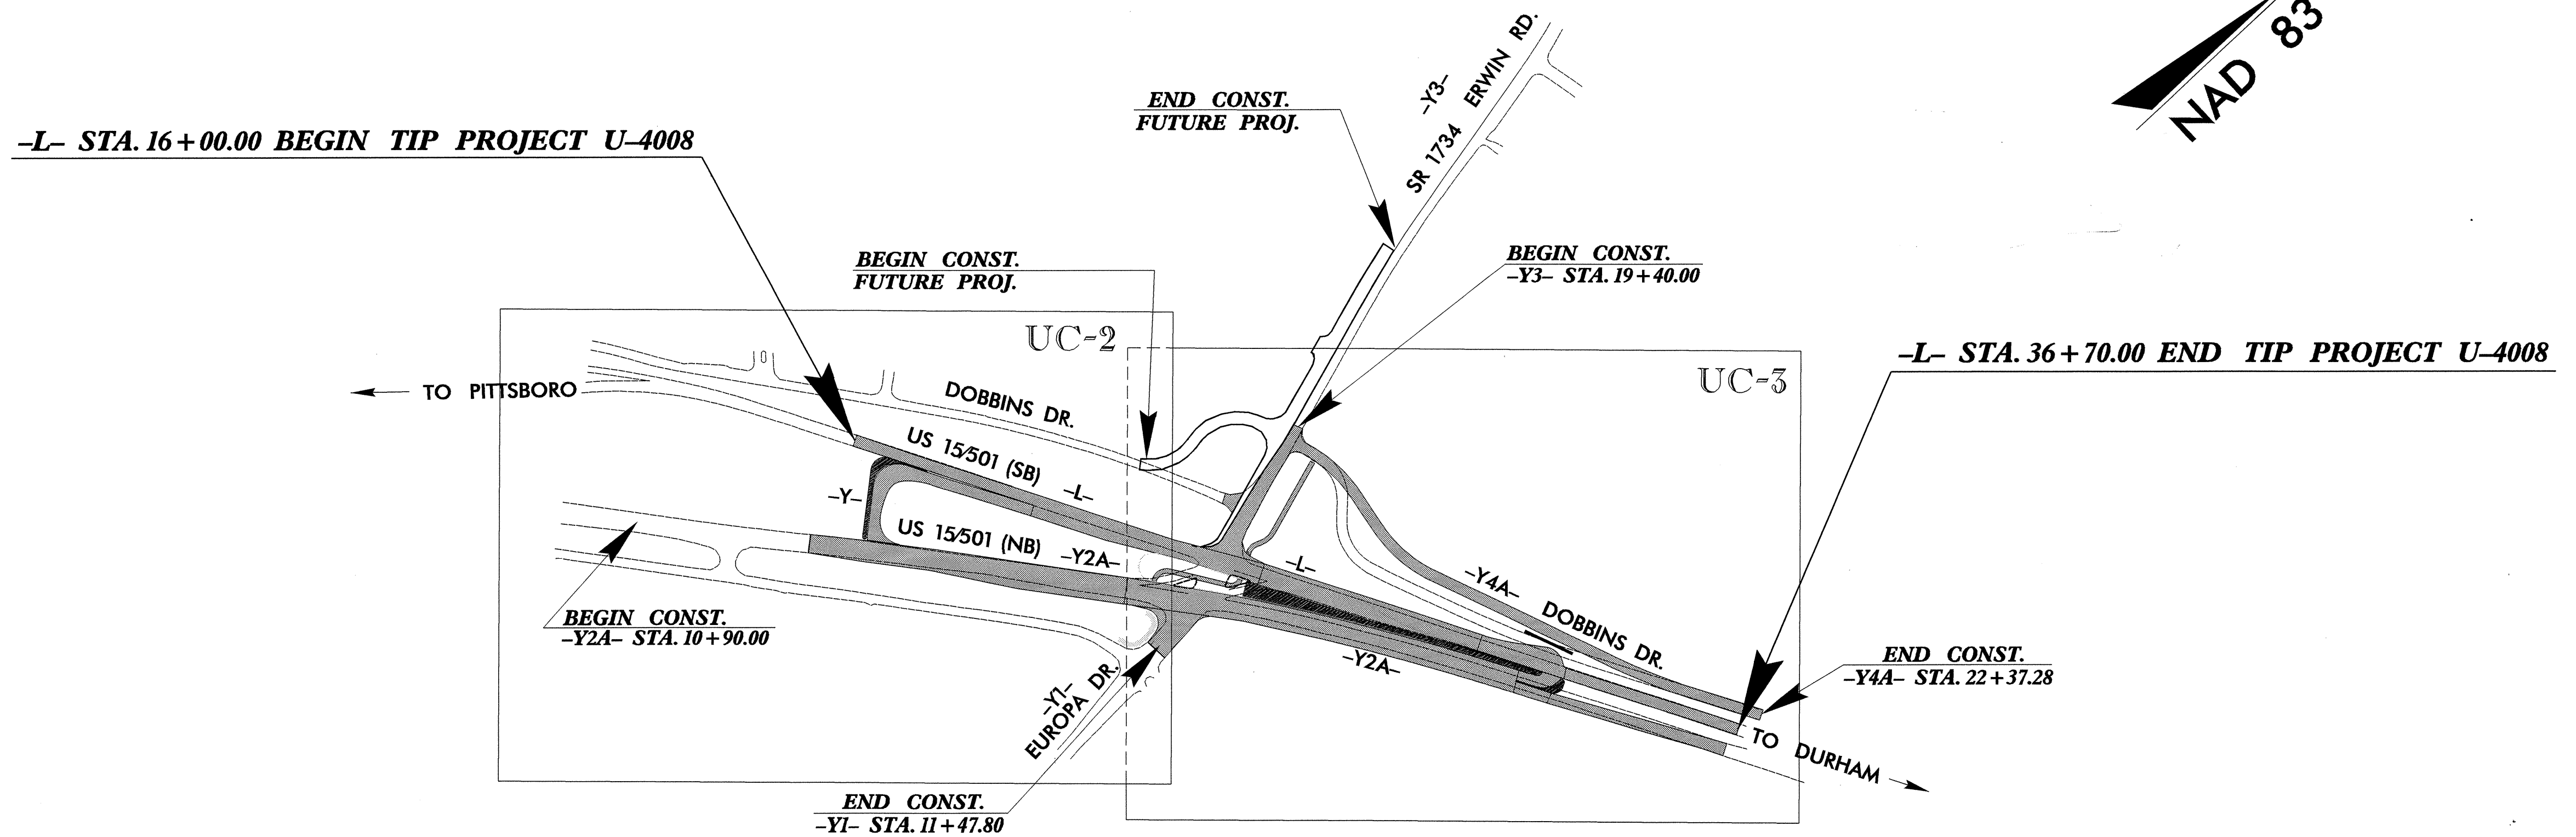 NAD 83
–L– STA. 16+00.00 BEGIN TIP PROJECT U–4008
END CONST.
FUTURE PROJ.
–Y3–
SR 1734 ERWIN RD.
BEGIN CONST.
FUTURE PROJ.
BEGIN CONST.
–Y3– STA. 19+40.00
UC-2
UC-3
–L– STA. 36+70.00 END TIP PROJECT U–4008
TO PITTSBORO
DOBBINS DR.
US 15/501 (SB)
–L–
–Y–
US 15/501 (NB)
–Y2A–
–L–
–Y4A–
DOBBINS DR.
BEGIN CONST.
–Y2A– STA. 10+90.00
–Y2A–
END CONST.
–Y4A– STA. 22+37.28
–Y1–
EUROPA DR.
TO DURHAM
END CONST.
–Y1– STA. 11+47.80